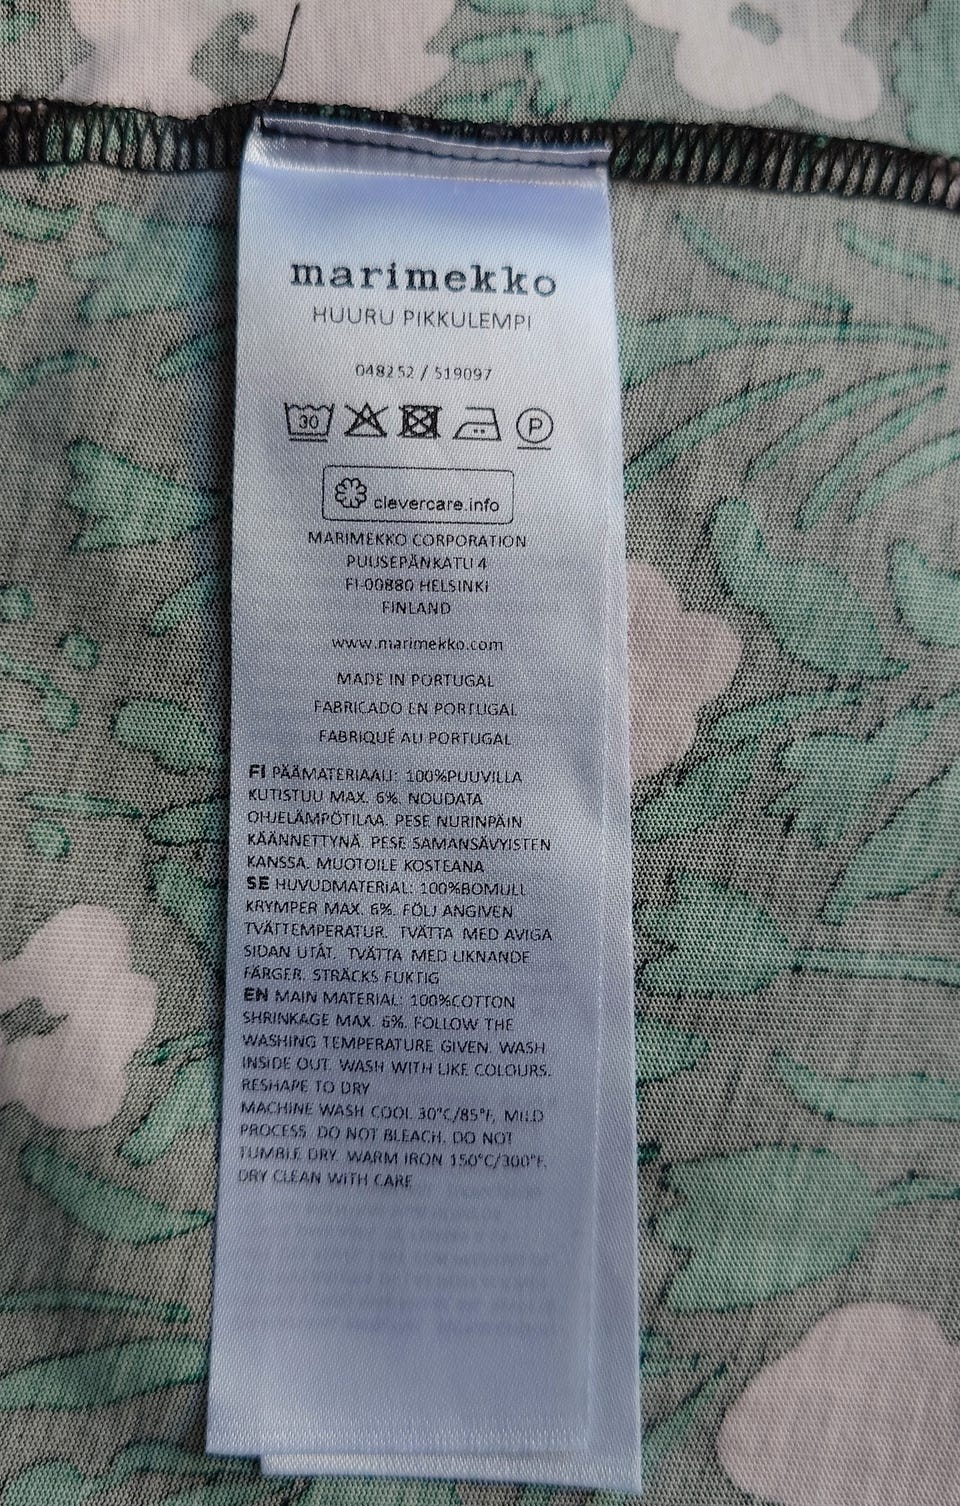 marimekko
HUURU PIKKULEMPI
048252 / 519097
30 P
clevercare.info
MARIMEKKO CORPORATION
PUUSEPÄNKATU 4
FI-00880 HELSINKI
FINLAND
www.marimekko.com
MADE IN PORTUGAL
FABRICADO EN PORTUGAL
FABRIQUÉ AU PORTUGAL
FI PÄÄMATERIAALI: 100%PUUVILLA
KUTISTUU MAX. 6%. NOUDATA
OHJELÄMPÖTILAA. PESE NURINPÄIN
KÄÄNNETTYNÄ. PESE SAMANSÄVYISTEN
KANSSA. MUOTOILE KOSTEANA
SE HUVUDMATERIAL: 100%BOMULL
KRYMPER MAX. 6%. FÖLJ ANGIVEN
TVÄTTEMPERATUR. TVÄTTA MED AVIGA
SIDAN UTÅT. TVÄTTA MED LIKNANDE
FÄRGER. STRÄCKS FUKTIG
EN MAIN MATERIAL: 100%COTTON
SHRINKAGE MAX. 6%. FOLLOW THE
WASHING TEMPERATURE GIVEN. WASH
INSIDE OUT. WASH WITH LIKE COLOURS.
RESHAPE TO DRY
MACHINE WASH COOL 30°C/85°F, MILD
PROCESS. DO NOT BLEACH. DO NOT
TUMBLE DRY. WARM IRON 150°C/300°F.
DRY CLEAN WITH CARE